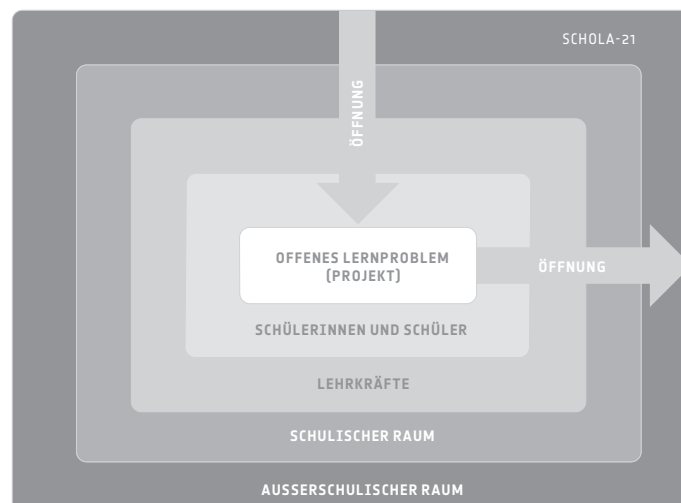 SCHOLA-21
ÖFFNUNG
OFFENES LERNPROBLEM
(PROJEKT)
ÖFFNUNG
SCHÜLERINNEN UND SCHÜLER
LEHRKRÄFTE
SCHULISCHER RAUM
AUSSERSCHULISCHER RAUM